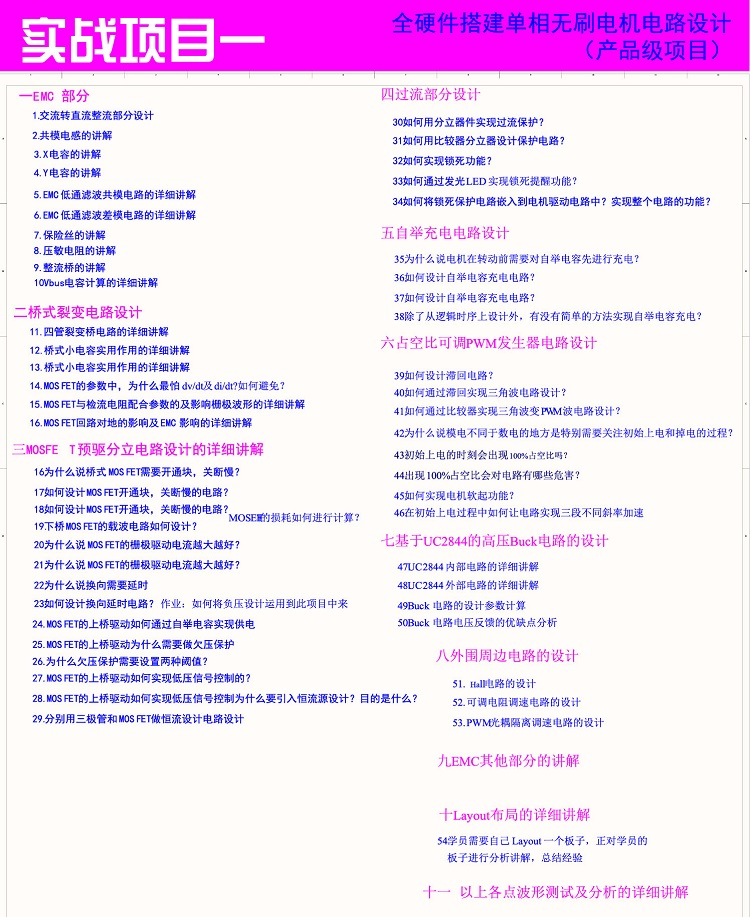 实战项目一
全硬件搭建单相无刷电机电路设计
（产品级项目）
一EMC 部分
1.交流转直流整流部分设计
2.共模电感的讲解
3.X电容的讲解
4.Y电容的讲解
5.EMC低通滤波共模电路的详细讲解
6.EMC低通滤波差模电路的详细讲解
7.保险丝的讲解
8.压敏电阻的讲解
9.整流桥的讲解
10Vbus电容计算的详细讲解
二桥式裂变电路设计
11.四管裂变桥电路的详细讲解
12.桥式小电容实用作用的详细讲解
13.桥式小电容实用作用的详细讲解
14.MOSFET的参数中，为什么最怕dv/dt及di/dt?如何避免?
15.MOSFET与检流电阻配合参数的及影响栅极波形的详细讲解
16.MOSFET回路对地的影响及EMC 影响的详细讲解
三MOSFE T预驱分立电路设计的详细讲解
16为什么说桥式MOSFET需要开通块，关断慢?
17如何设计MOSFET开通块，关断慢的电路?
18如何设计MOSFET开通块，关断慢的电路?
MOSEM的损耗如何进行计算?
19下桥MOSFET的载波电路如何设计?
20为什么说MOSFET的栅极驱动电流越大越好?
21为什么说MOSFET的栅极驱动电流越大越好?
22为什么说换向需要延时
23如何设计换向延时电路? 作业：如何将负压设计运用到此项目中来
24.MOSFET的上桥驱动如何通过自举电容实现供电
25.MOSFET的上桥驱动为什么需要做欠压保护
26.为什么欠压保护需要设置两种阈值?
27.MOSFET的上桥驱动如何实现低压信号控制的?
28.MOSFET的上桥驱动如何实现低压信号控制为什么要引入恒流源设计? 目的是什么?
29.分别用三极管和MOSFET做恒流设计电路设计
四过流部分设计
30如何用分立器件实现过流保护?
31如何用比较器分立器设计保护电路?
32如何实现锁死功能?
33如何通过发光LED实现锁死提醒功能?
34如何将锁死保护电路嵌入到电机驱动电路中? 实现整个电路的功能?
五自举充电电路设计
35为什么说电机在转动前需要对自举电容先进行充电?
36如何设计自举电容充电电路?
37如何设计自举电容充电电路?
38除了从逻辑时序上设计外，有没有简单的方法实现自举电容充电?
六占空比可调PWM发生器电路设计
39如何设计滞回电路?
40如何通过滞回实现三角波电路设计?
41如何通过比较器实现三角波变PWM波电路设计?
42为什么说模电不同于数电的地方是特别需要关注初始上电和掉电的过程?
43初始上电的时刻会出现100%占空比吗?
44出现100%占空比会对电路有哪些危害?
45如何实现电机软起功能?
46在初始上电过程中如何让电路实现三段不同斜率加速
七基于UC2844的高压Buck电路的设计
47UC2844内部电路的详细讲解
48UC2844外部电路的详细讲解
49Buck 电路的设计参数计算
50Buck 电路电压反馈的优缺点分析
八外围周边电路的设计
51. Hall电路的设计
52.可调电阻调速电路的设计
53.PWM光耦隔离调速电路的设计
九EMC其他部分的讲解
十Layout布局的详细讲解
54学员需要自己Layout一个板子，正对学员的
板子进行分析讲解，总结经验
十一 以上各点波形测试及分析的详细讲解